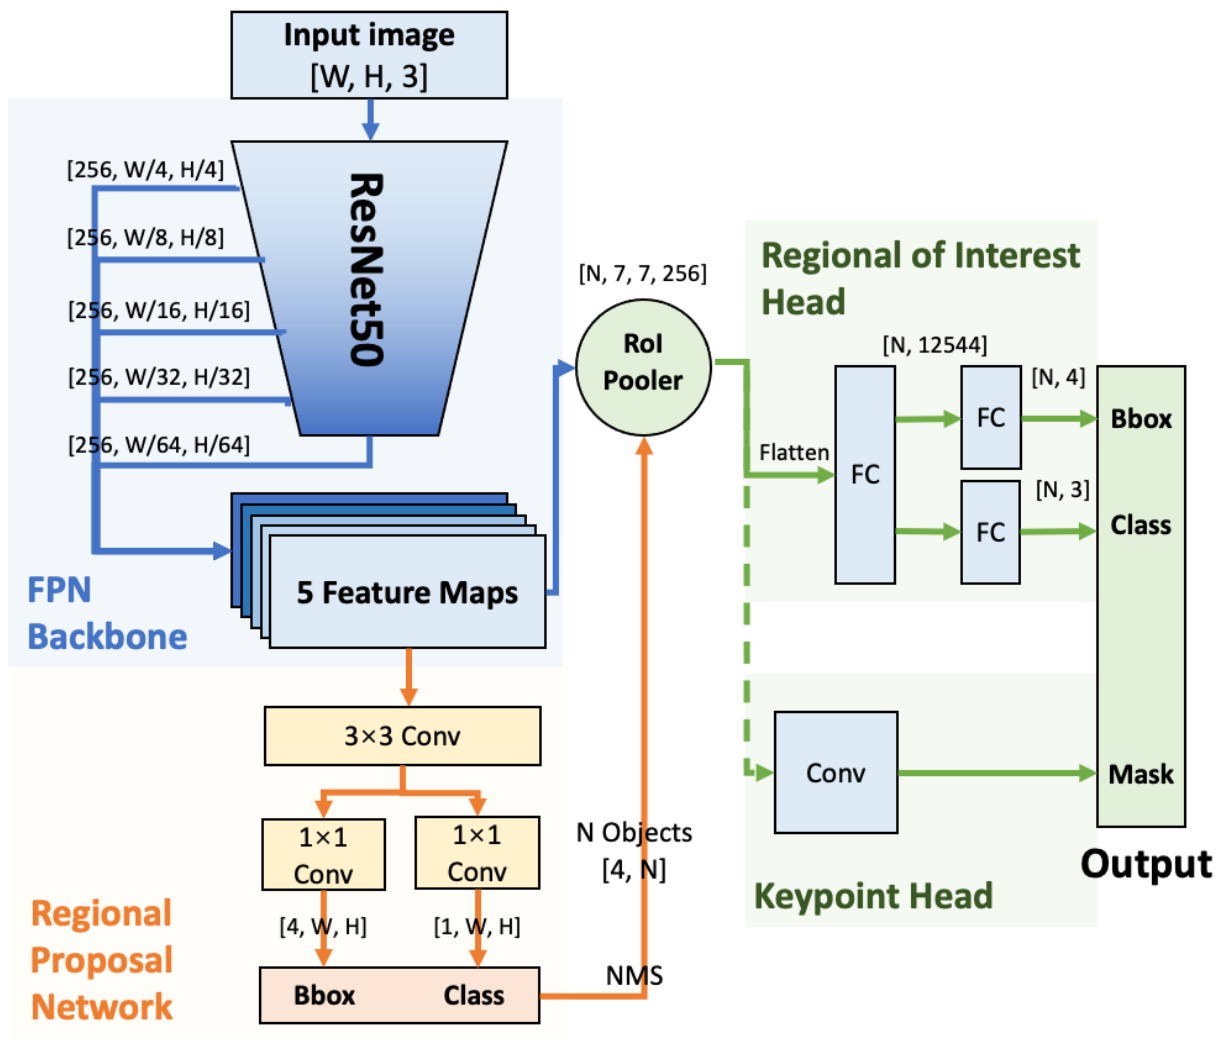 Input image
[W, H, 3]
[256, W/4, H/4]
[256, W/8, H/8]
[256, W/16, H/16]
[256, W/32, H/32]
[256, W/64, H/64]
ResNet50
5 Feature Maps
FPN
Backbone
3×3 Conv
1×1
Conv
1×1
Conv
[4, W, H]
[1, W, H]
Bbox
Class
Regional
Proposal
Network
NMS
N Objects
[4, N]
[N, 7, 7, 256]
RoI
Pooler
Regional of Interest
Head
Flatten
[N, 12544]
FC
FC
[N, 4]
FC
[N, 3]
Bbox
Class
Conv
Mask
Keypoint Head
Output